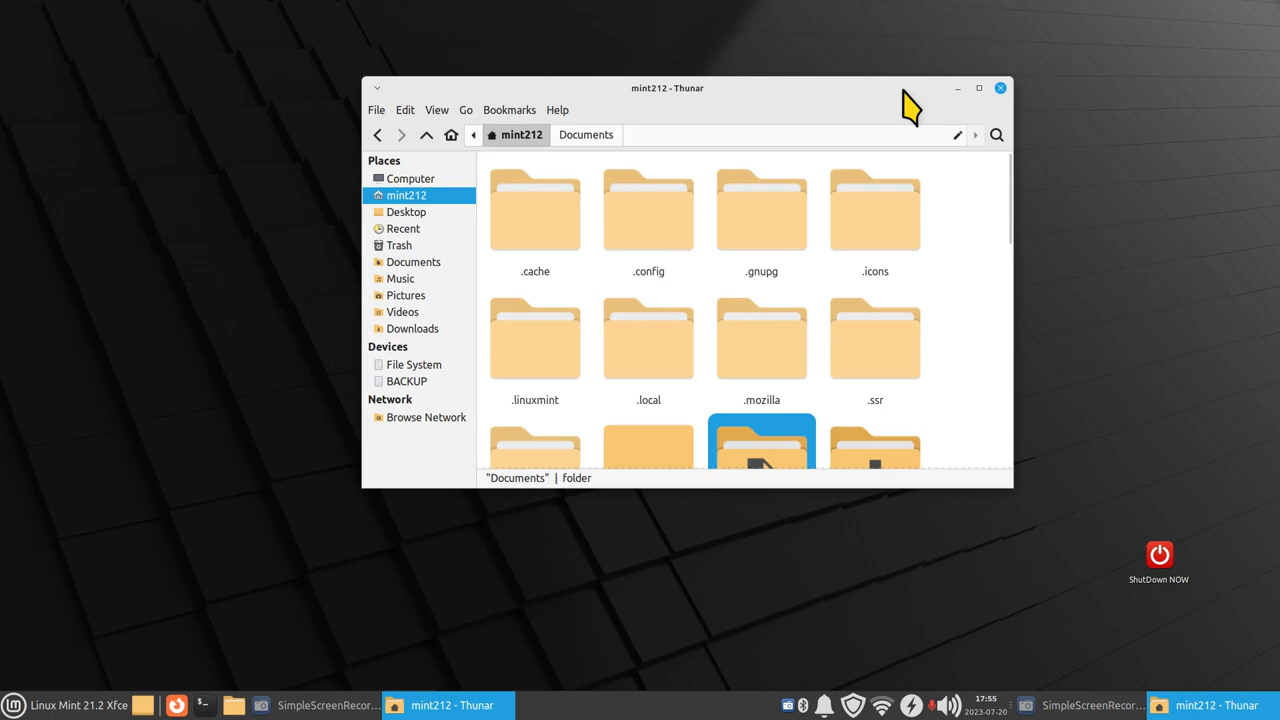 mint212 - Thunar
File Edit View Go Bookmarks Help
mint212 Documents
Places
Computer
mint212
Desktop
Recent
Trash
Documents
Music
Pictures
Videos
Downloads
Devices
File System
BACKUP
Network
Browse Network
.cache .config .gnupg .icons
.linuxmint .local .mozilla .ssr
"Documents" | folder
ShutDown NOW
Linux Mint 21.2 Xfce SimpleScreenRecor... mint212 - Thunar 17:55 SimpleScreenRecor... mint212 - Thunar
2023-07-20